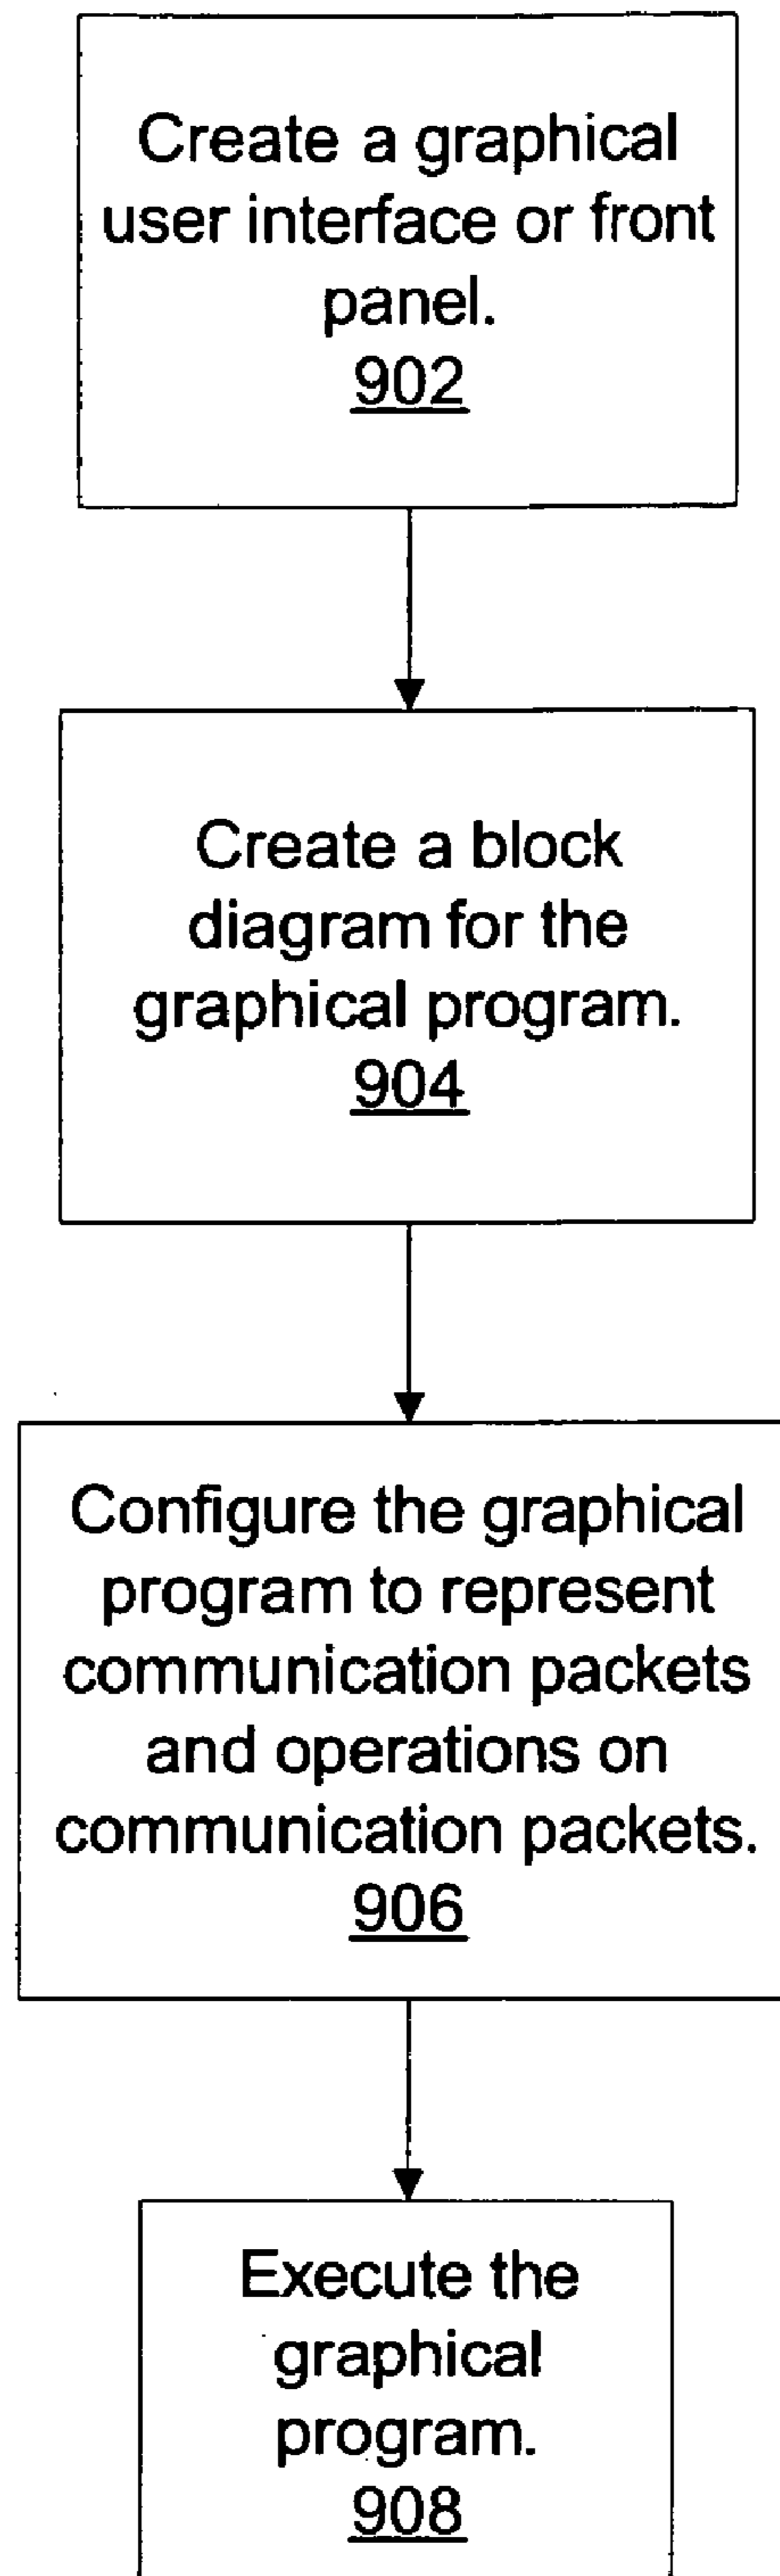 Create a graphical
user interface or front
panel.
902
Create a block
diagram for the
graphical program.
904
Configure the graphical
program to represent
communication packets
and operations on
communication packets.
906
Execute the
graphical
program.
908